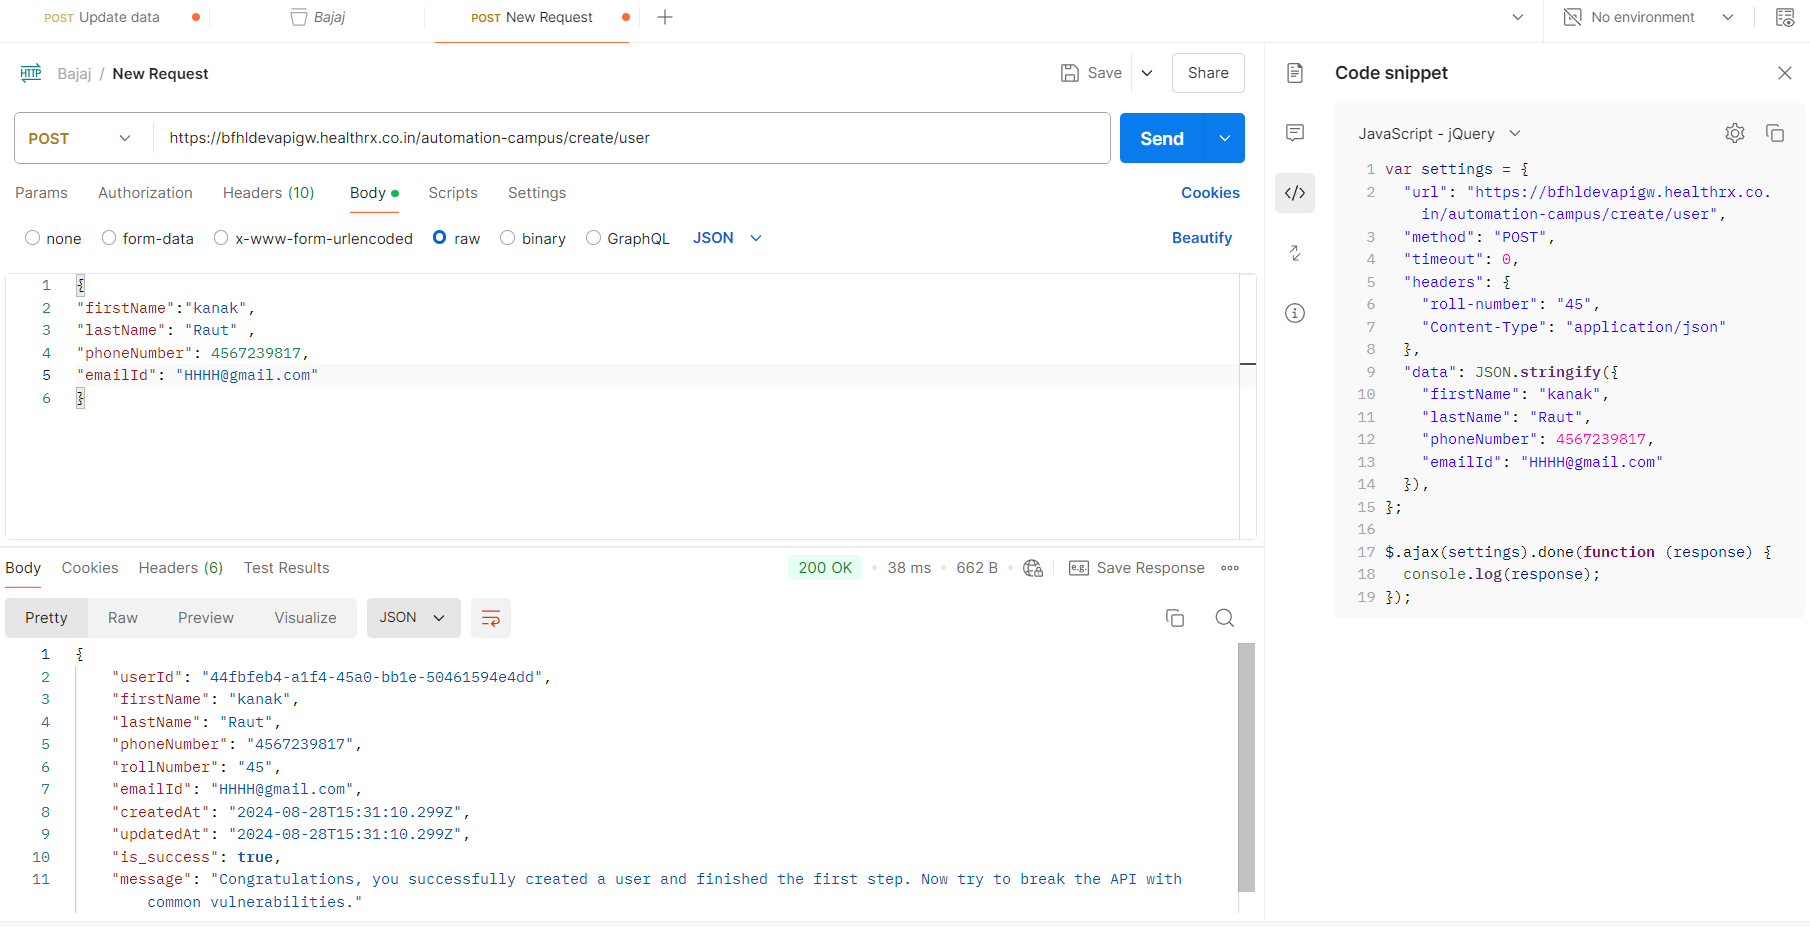 POST Update data
Bajaj
POST New Request
No environment
HTTP Bajaj / New Request
Save
Share
POST
https://bfhldevapigw.healthrx.co.in/automation-campus/create/user
Send
Params Authorization Headers (10) Body Scripts Settings Cookies
none form-data x-www-form-urlencoded raw binary GraphQL JSON Beautify
1 {
2 "firstName":"kanak",
3 "lastName": "Raut" ,
4 "phoneNumber": 4567239817,
5 "emailId": "HHHH@gmail.com"
6 }
Body Cookies Headers (6) Test Results 200 OK 38 ms 662 B e.g. Save Response
Pretty Raw Preview Visualize JSON
1 {
2 "userId": "44fbfeb4-a1f4-45a0-bb1e-50461594e4dd",
3 "firstName": "kanak",
4 "lastName": "Raut",
5 "phoneNumber": "4567239817",
6 "rollNumber": "45",
7 "emailId": "HHHH@gmail.com",
8 "createdAt": "2024-08-28T15:31:10.299Z",
9 "updatedAt": "2024-08-28T15:31:10.299Z",
10 "is_success": true,
11 "message": "Congratulations, you successfully created a user and finished the first step. Now try to break the API with
common vulnerabilities."
Code snippet
JavaScript - jQuery
1 var settings = {
2 "url": "https://bfhldevapigw.healthrx.co.
in/automation-campus/create/user",
3 "method": "POST",
4 "timeout": 0,
5 "headers": {
6 "roll-number": "45",
7 "Content-Type": "application/json"
8 },
9 "data": JSON.stringify({
10 "firstName": "kanak",
11 "lastName": "Raut",
12 "phoneNumber": 4567239817,
13 "emailId": "HHHH@gmail.com"
14 }),
15 };
16
17 $.ajax(settings).done(function (response) {
18 console.log(response);
19 });